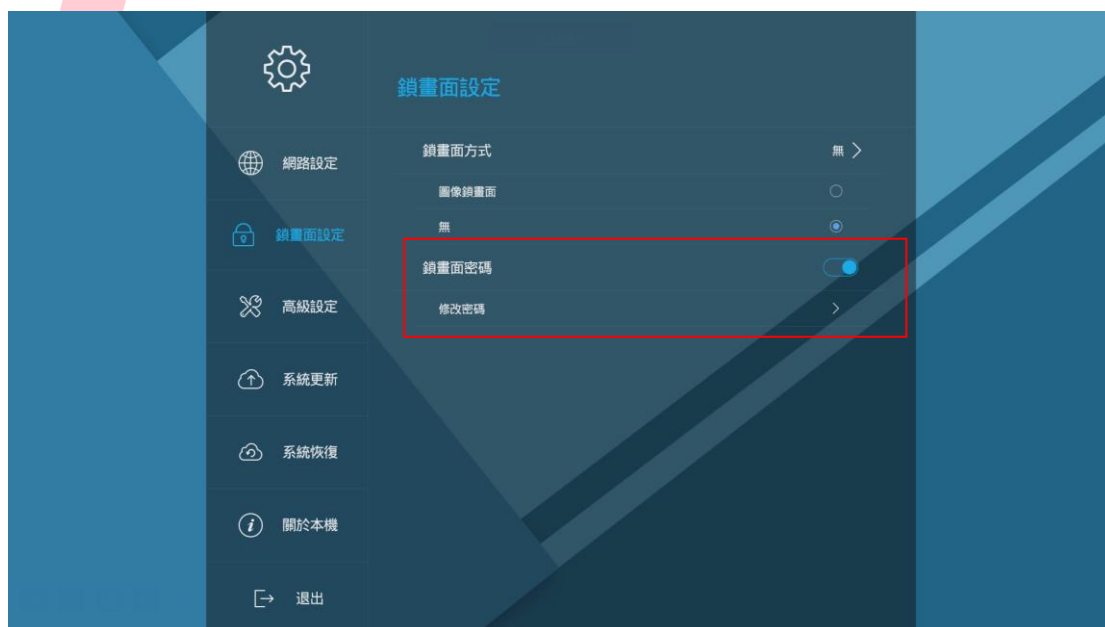 鎖畫面設定
網路設定
鎖畫面設定
高級設定
系統更新
系統恢復
關於本機
退出
鎖畫面方式 無
圖像鎖畫面
無
鎖畫面密碼
修改密碼